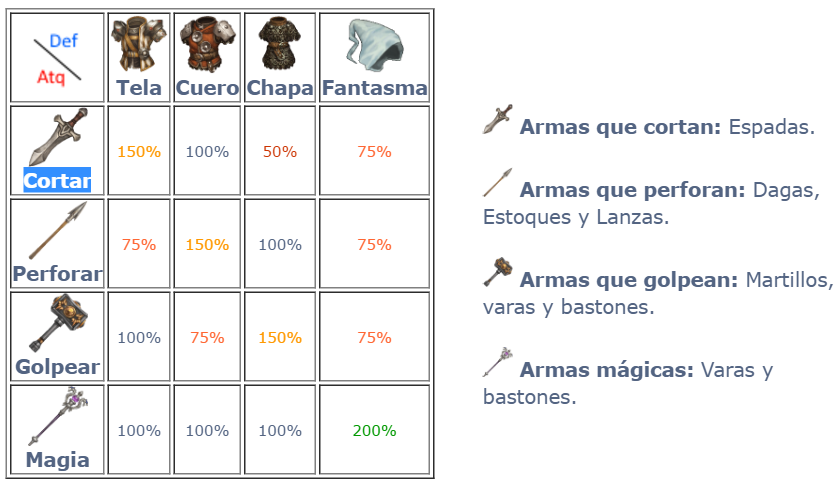 Def
Atq
Tela Cuero Chapa Fantasma
Cortar 150% 100% 50% 75%
Perforar 75% 150% 100% 75%
Golpear 100% 75% 150% 75%
Magia 100% 100% 100% 200%
Armas que cortan: Espadas.
Armas que perforan: Dagas,
Estoques y Lanzas.
Armas que golpean: Martillos,
varas y bastones.
Armas mágicas: Varas y
bastones.